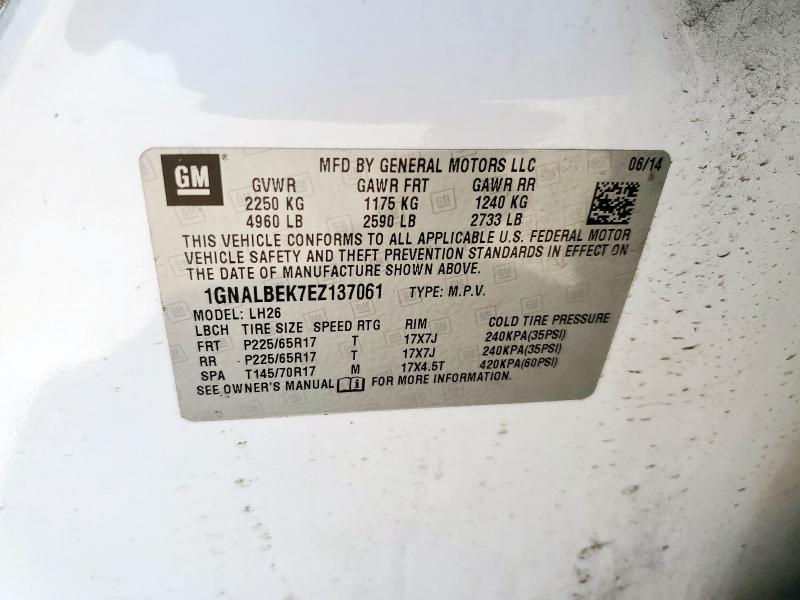 GM MFD BY GENERAL MOTORS LLC 06/14
GVWR GAWR FRT GAWR RR
2250 KG 1175 KG 1240 KG
4960 LB 2590 LB 2733 LB
THIS VEHICLE CONFORMS TO ALL APPLICABLE U.S. FEDERAL MOTOR
VEHICLE SAFETY AND THEFT PREVENTION STANDARDS IN EFFECT ON
THE DATE OF MANUFACTURE SHOWN ABOVE.
1GNALBEK7EZ137061 TYPE: M.P.V.
MODEL: LH26
LBCH TIRE SIZE SPEED RTG RIM COLD TIRE PRESSURE
FRT P225/65R17 T 17X7J 240KPA(35PSI)
RR P225/65R17 T 17X7J 240KPA(35PSI)
SPA T145/70R17 M 17X4.5T 420KPA(60PSI)
SEE OWNER'S MANUAL i FOR MORE INFORMATION.